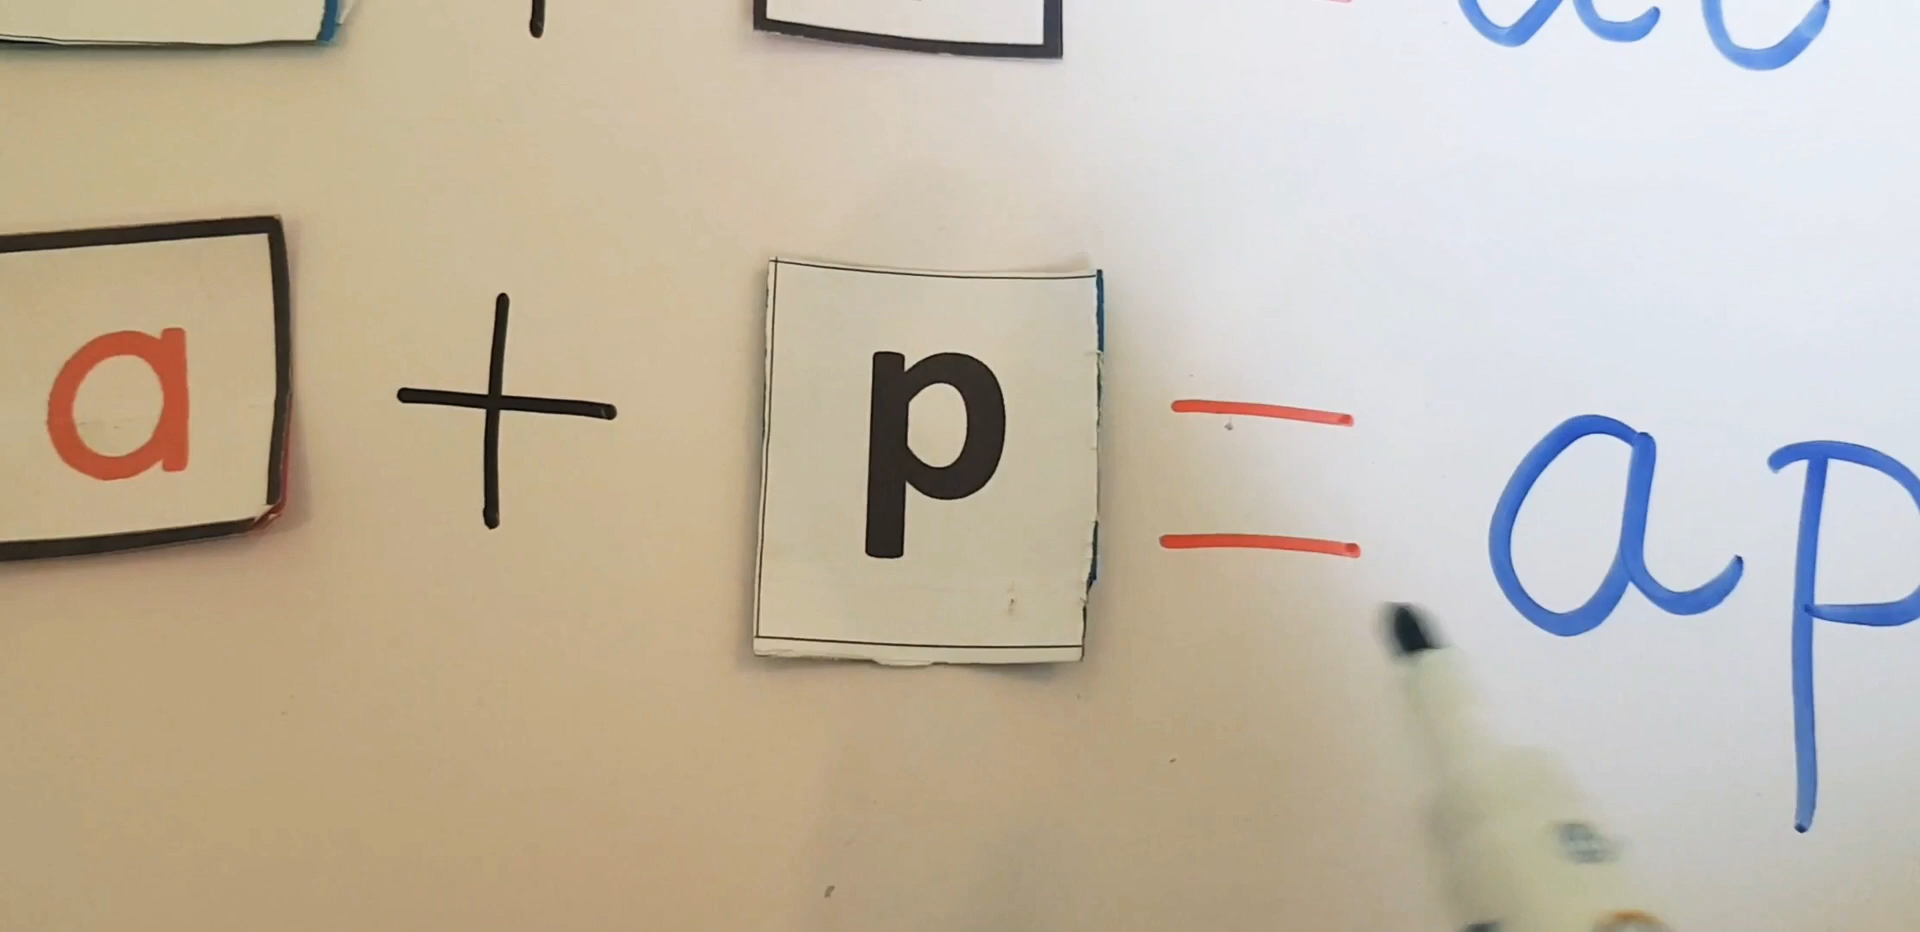 a + p = ap